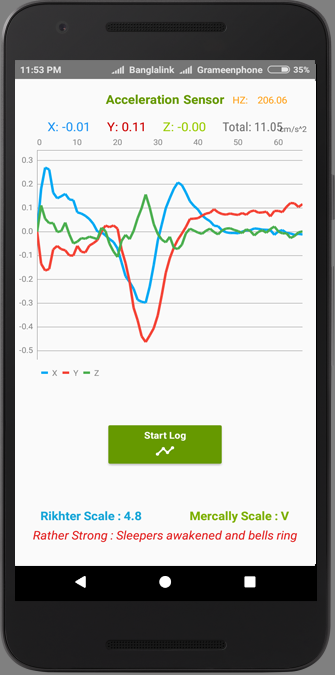 11:53 PM Banglalink Grameenphone 35%
Acceleration Sensor HZ: 206.06
X: -0.01 Y: 0.11 Z: -0.00 Total: 11.05 cm/s^2
0 10 20 30 40 50 60
0.3
0.2
0.1
0.0
-0.1
-0.2
-0.3
-0.4
-0.5
X Y Z
Start Log
Rikhter Scale : 4.8 Mercally Scale : V
Rather Strong : Sleepers awakened and bells ring